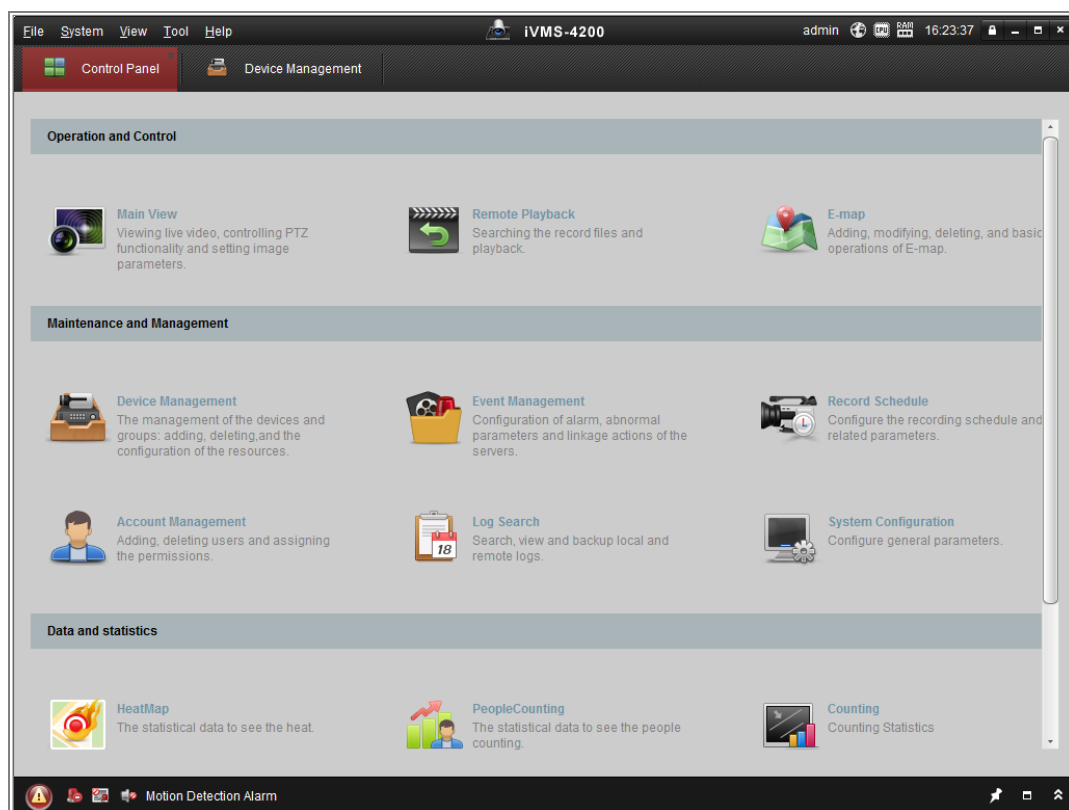 File System View Tool Help
iVMS-4200
admin CPU RAM 16:23:37
Control Panel
Device Management
Operation and Control
Main View
Viewing live video, controlling PTZ
functionality and setting image
parameters.
Remote Playback
Searching the record files and
playback.
E-map
Adding, modifying, deleting, and basic
operations of E-map.
Maintenance and Management
Device Management
The management of the devices and
groups: adding, deleting,and the
configuration of the resources.
Event Management
Configuration of alarm, abnormal
parameters and linkage actions of the
servers.
Record Schedule
Configure the recording schedule and
related parameters.
Account Management
Adding, deleting users and assigning
the permissions.
18
Log Search
Search, view and backup local and
remote logs.
System Configuration
Configure general parameters.
Data and statistics
HeatMap
The statistical data to see the heat.
PeopleCounting
The statistical data to see the people
counting.
Counting
Counting Statistics
Motion Detection Alarm